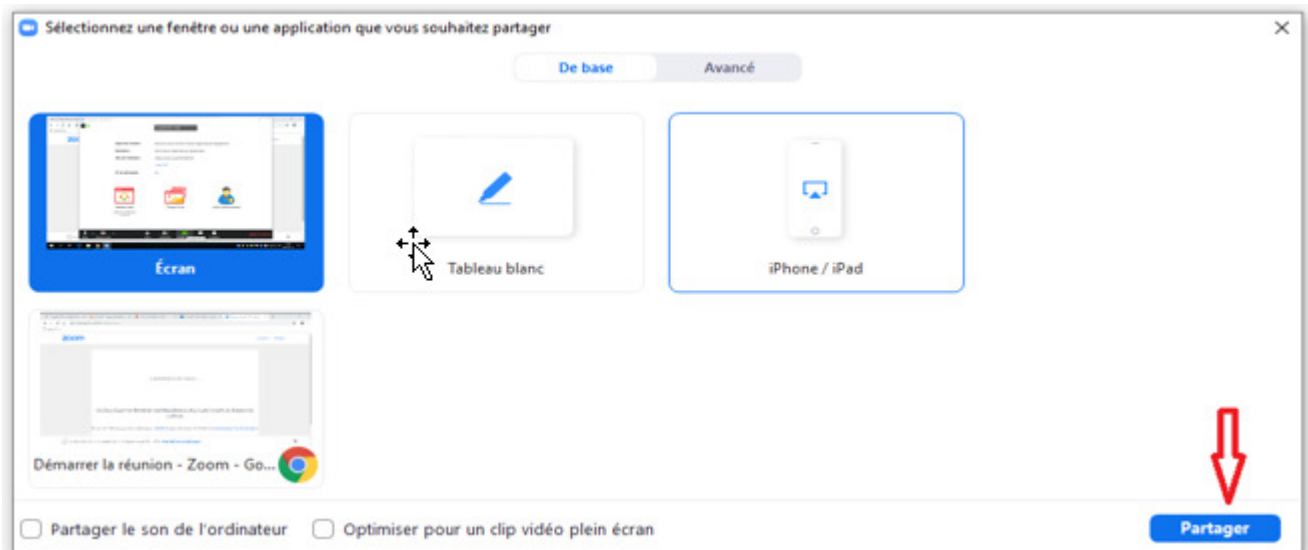 Sélectionnez une fenêtre ou une application que vous souhaitez partager
De base
Avancé
Écran
Tableau blanc
iPhone / iPad
zoom
Démarrer la réunion - Zoom - Go...
Partager le son de l'ordinateur
Optimiser pour un clip vidéo plein écran
Partager